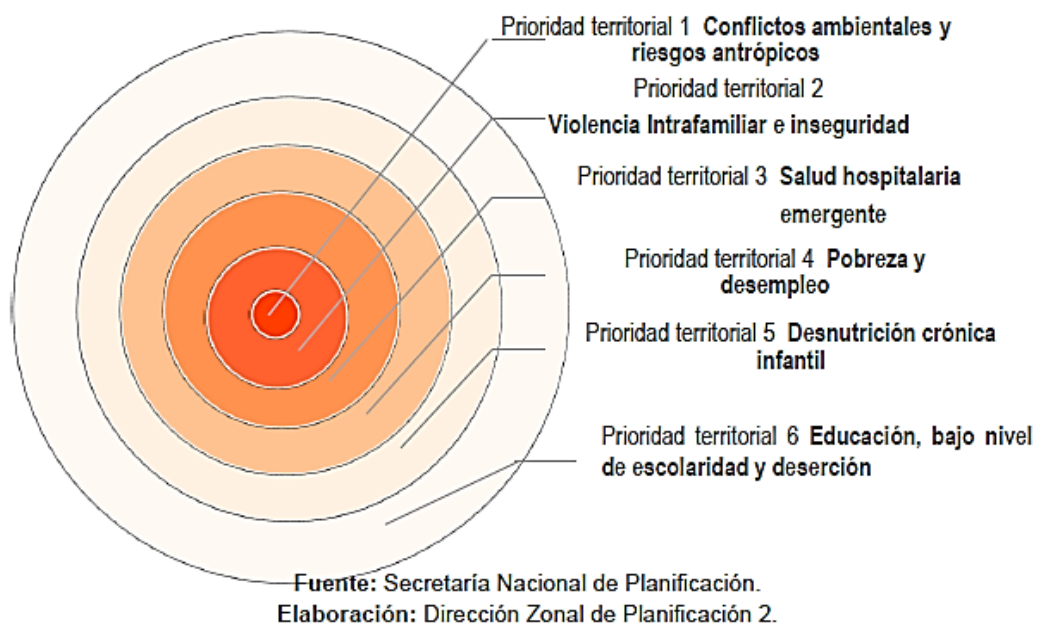 Prioridad territorial 1 Conflictos ambientales y
riesgos antrópicos
Prioridad territorial 2
Violencia Intrafamiliar e inseguridad
Prioridad territorial 3 Salud hospitalaria
emergente
Prioridad territorial 4 Pobreza y
desempleo
Prioridad territorial 5 Desnutrición crónica
infantil
Prioridad territorial 6 Educación, bajo nivel
de escolaridad y deserción
Fuente: Secretaría Nacional de Planificación.
Elaboración: Dirección Zonal de Planificación 2.